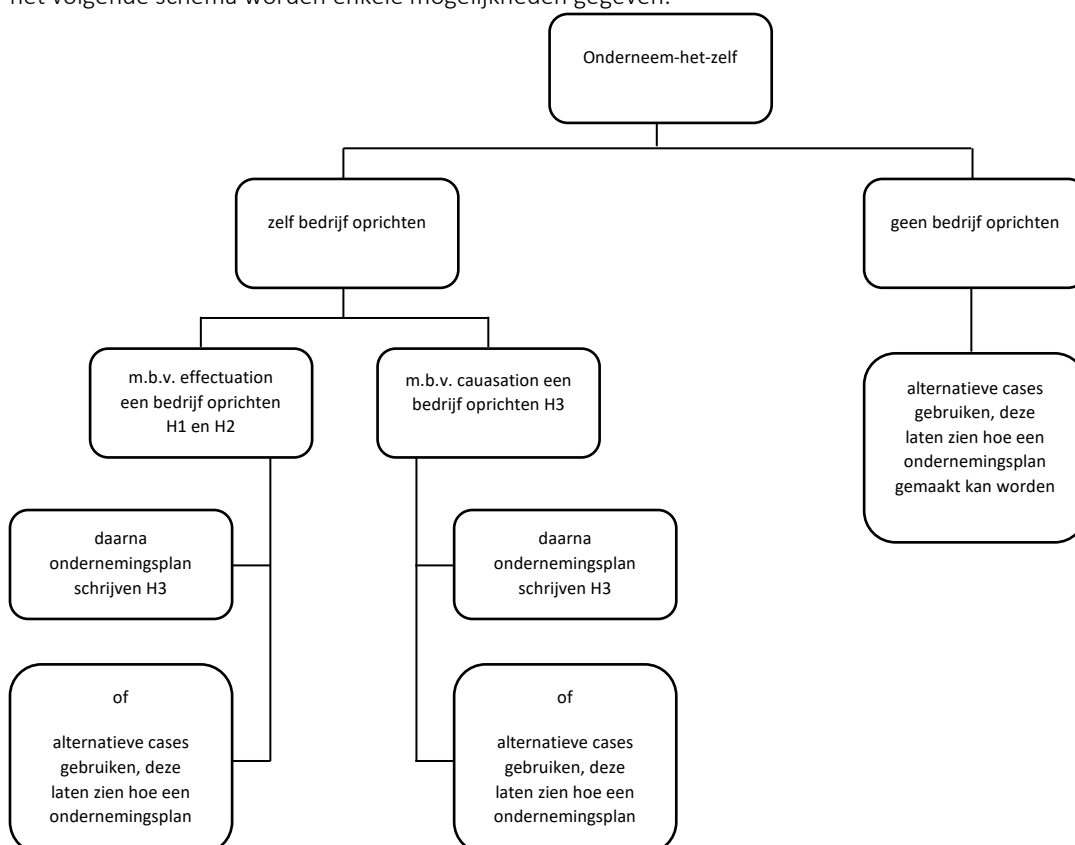 het volgende schema worden enkele mogelijkheden gegeven:
Onderneem-het-zelf
zelf bedrijf oprichten
geen bedrijf oprichten
m.b.v. effectuation
een bedrijf oprichten
H1 en H2
m.b.v. cauasation een
bedrijf oprichten H3
alternatieve cases
gebruiken, deze
laten zien hoe een
ondernemingsplan
gemaakt kan worden
daarna
ondernemingsplan
schrijven H3
daarna
ondernemingsplan
schrijven H3
of
alternatieve cases
gebruiken, deze
laten zien hoe een
ondernemingsplan
of
alternatieve cases
gebruiken, deze
laten zien hoe een
ondernemingsplan